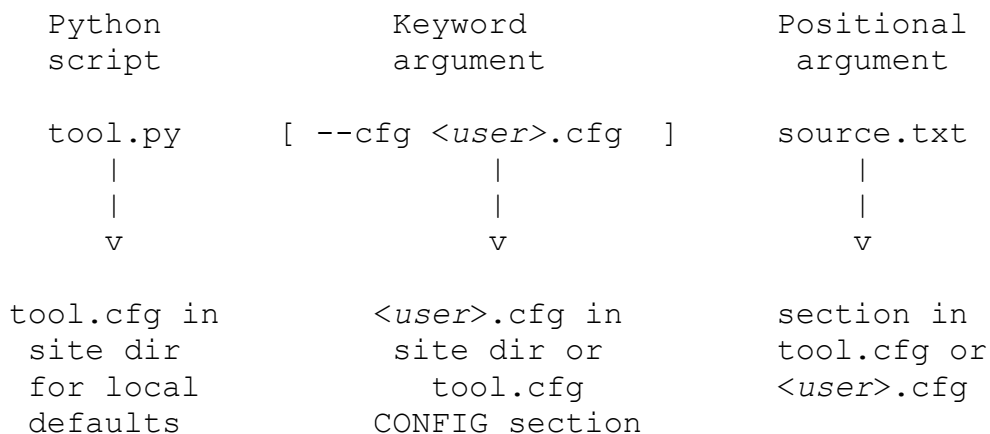 Python Keyword Positional
script argument argument
tool.py [ --cfg <user>.cfg ] source.txt
| | |
| | |
v v v
tool.cfg in <user>.cfg in section in
site dir site dir or tool.cfg or
for local tool.cfg <user>.cfg
defaults CONFIG section